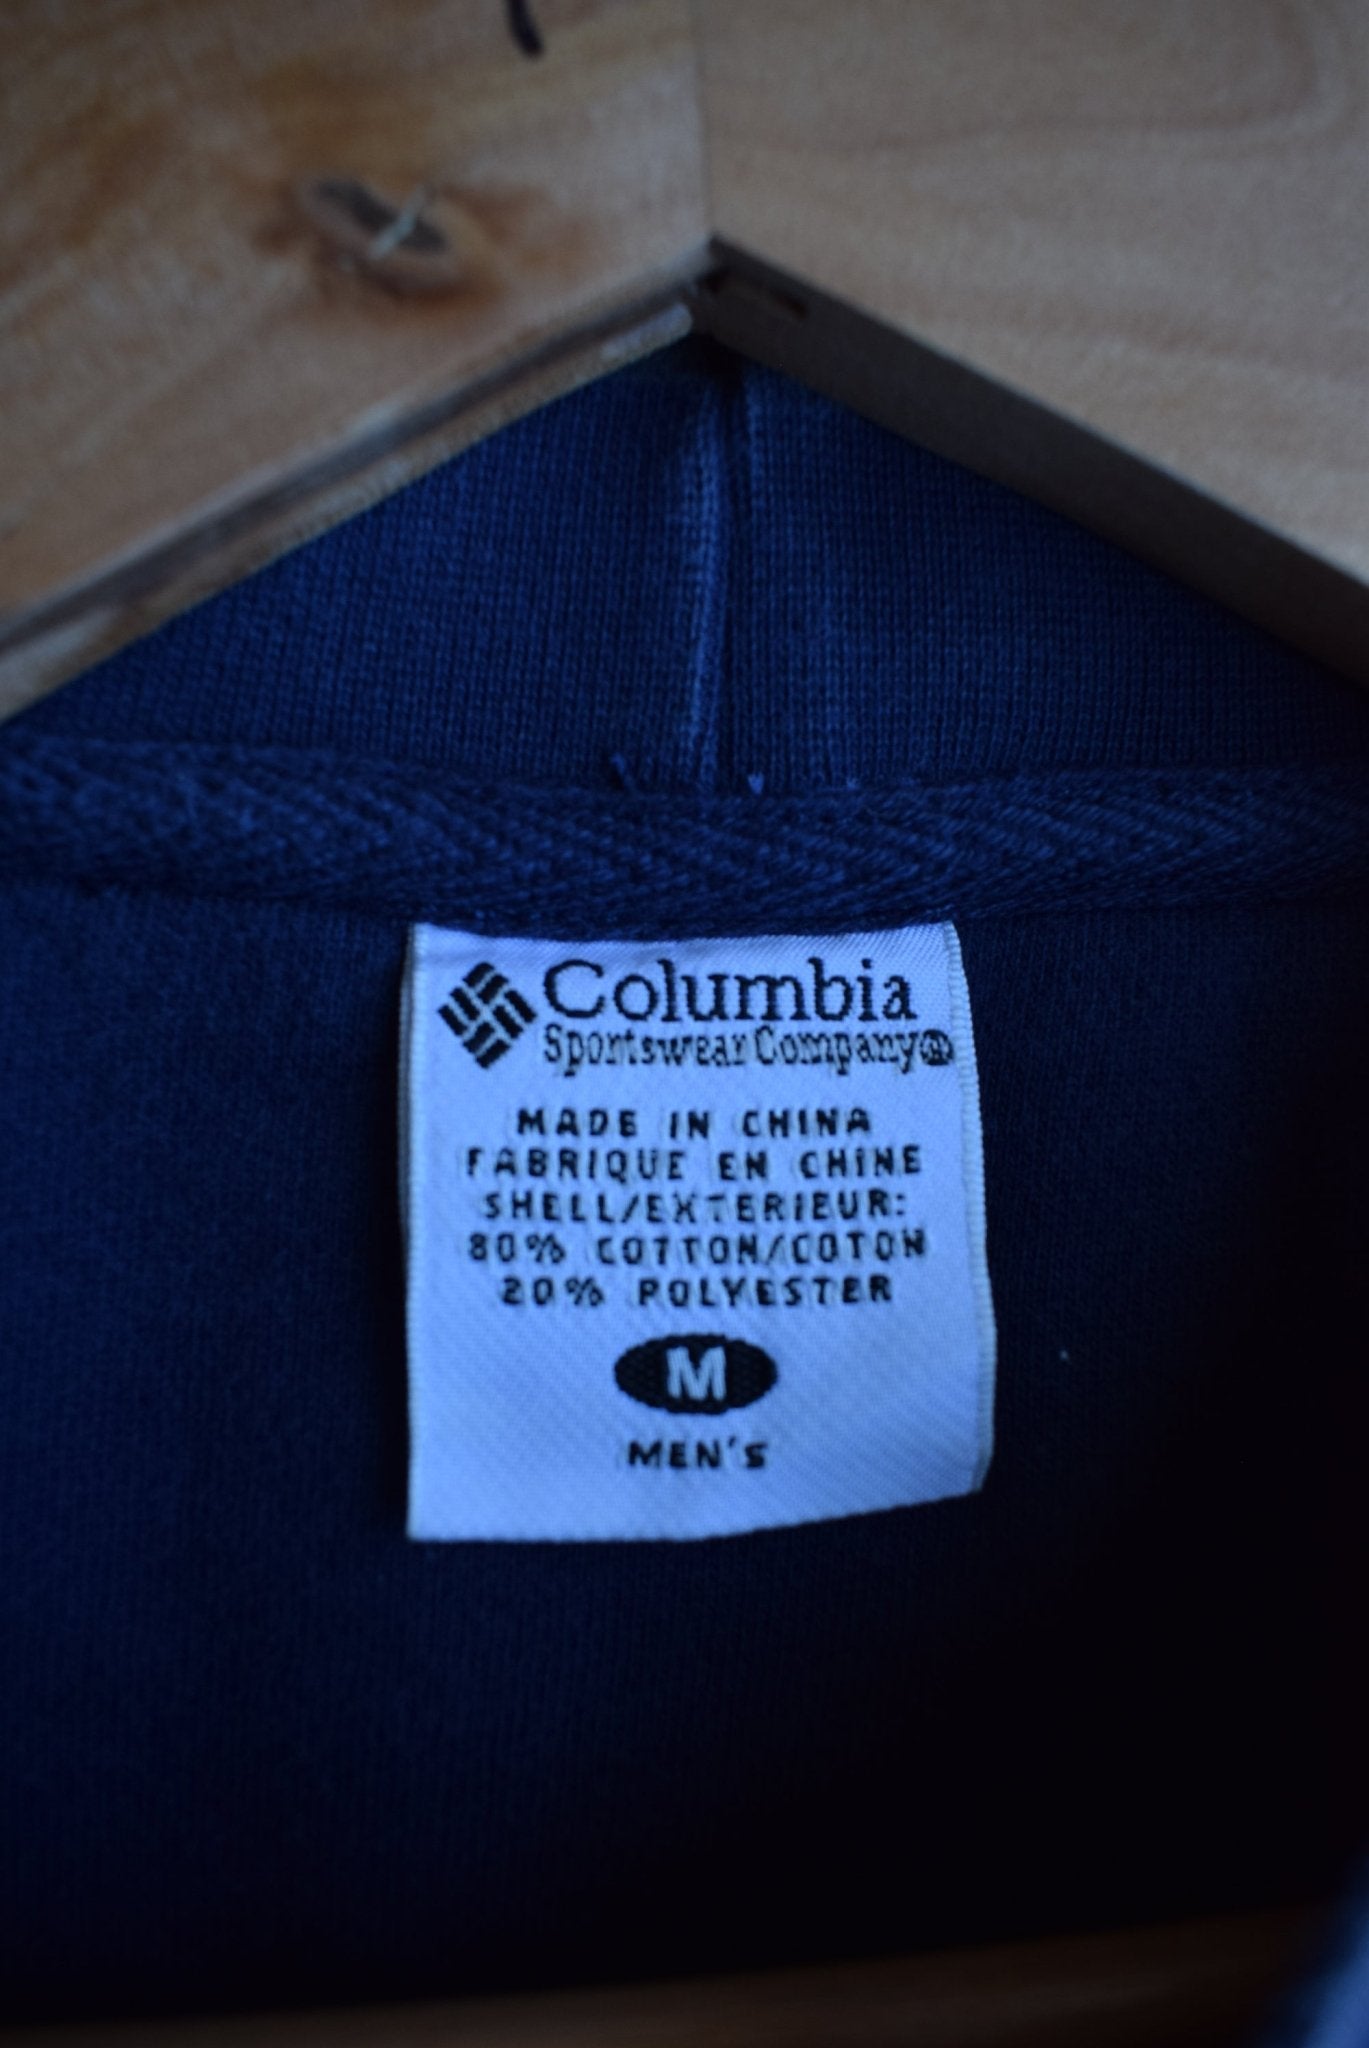 Columbia
Sportswear Company®
MADE IN CHINA
FABRIQUE EN CHINE
SHELL/EXTERIEUR:
80% COTTON/COTON
20% POLYESTER
M
MEN'S